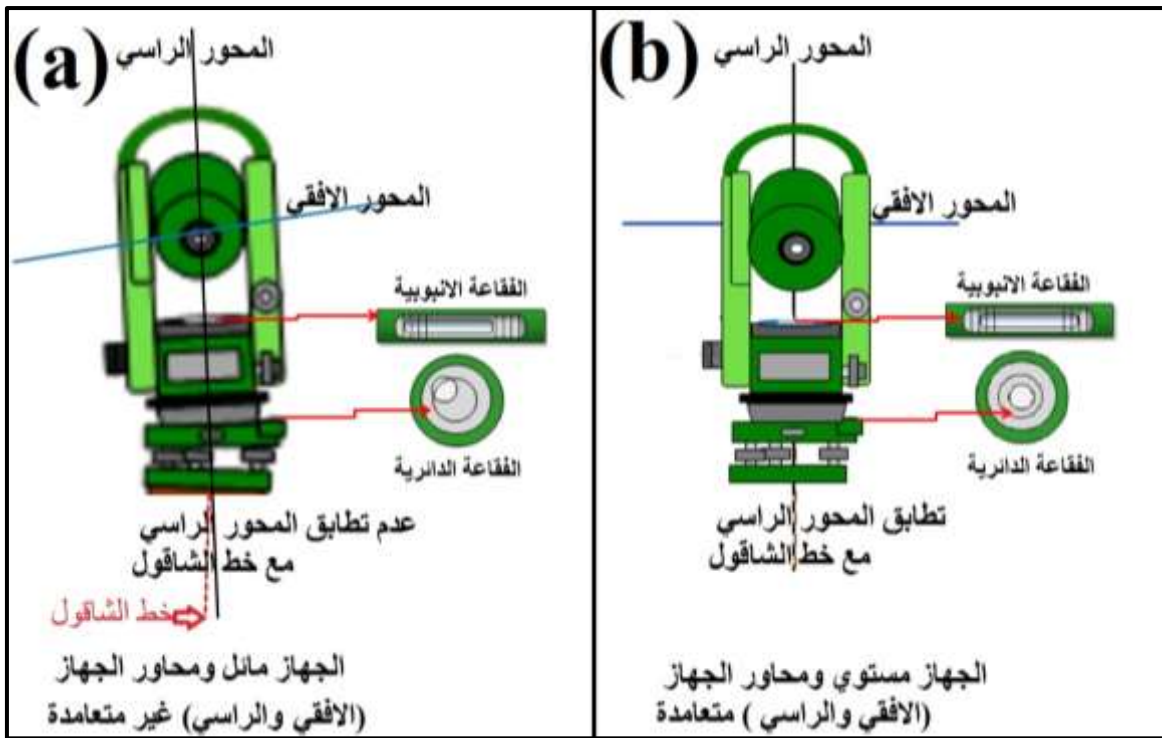 (a)
المحور الراسي
المحور الافقي
الفقاعة الانبوبية
الفقاعة الدائرية
عدم تطابق المحور الراسي
مع خط الشاقول
خط الشاقول
الجهاز مائل ومحاور الجهاز
(الافقي والراسي) غير متعامدة
(b)
المحور الراسي
المحور الافقي
الفقاعة الانبوبية
الفقاعة الدائرية
تطابق المحور الراسي
مع خط الشاقول
الجهاز مستوي ومحاور الجهاز
(الافقي والراسي ) متعامدة